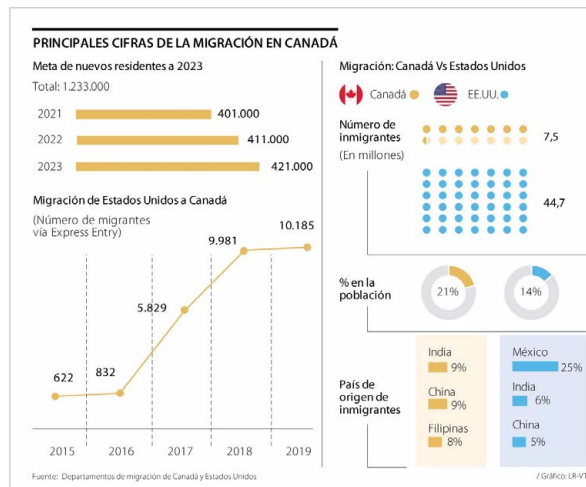 PRINCIPALES CIFRAS DE LA MIGRACIÓN EN CANADÁ
Meta de nuevos residentes a 2023
Total: 1.233.000
2021 401.000
2022 411.000
2023 421.000
Migración de Estados Unidos a Canadá
(Número de migrantes
vía Express Entry)
622
832
5.829
9.981
10.185
2015 2016 2017 2018 2019
Migración: Canadá Vs Estados Unidos
Canadá EE.UU.
Número de
inmigrantes
(En millones)
7,5
44,7
% en la
población
21% 14%
País de
origen de
inmigrantes
India
9%
China
9%
Filipinas
8%
México
25%
India
6%
China
5%
Fuente: Departamentos de migración de Canadá y Estados Unidos
/ Gráfico: LR-VT